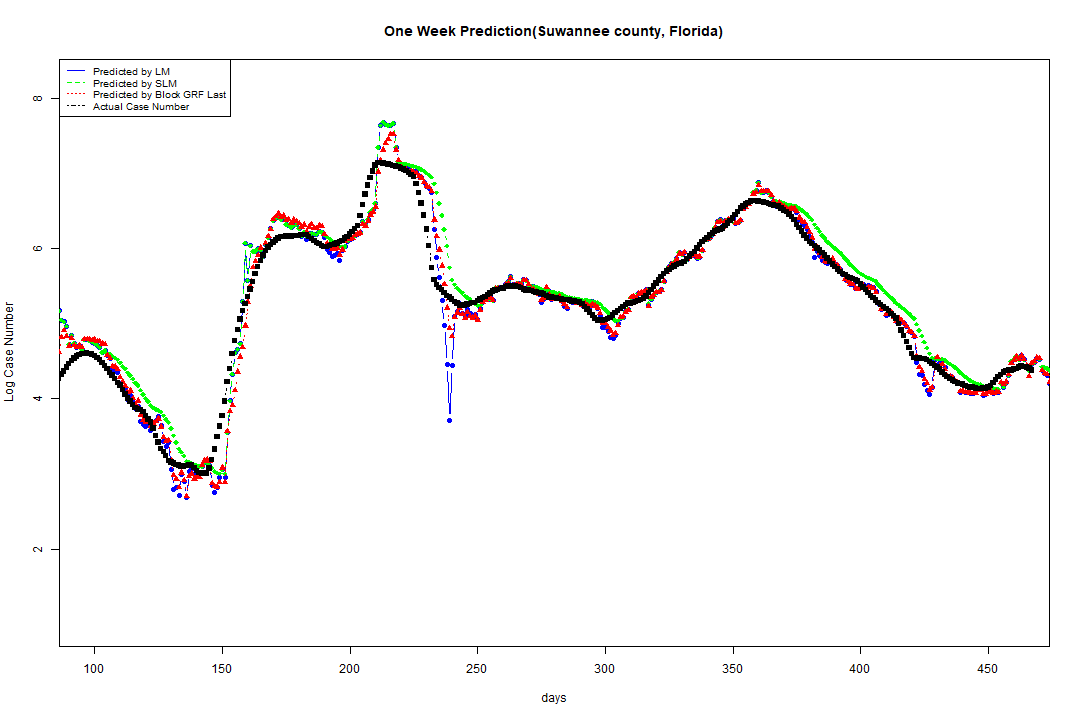 One Week Prediction(Suwannee county, Florida)
Predicted by LM
Predicted by SLM
Predicted by Block GRF Last
Actual Case Number
8
6
4
2
Log Case Number
100 150 200 250 300 350 400 450
days